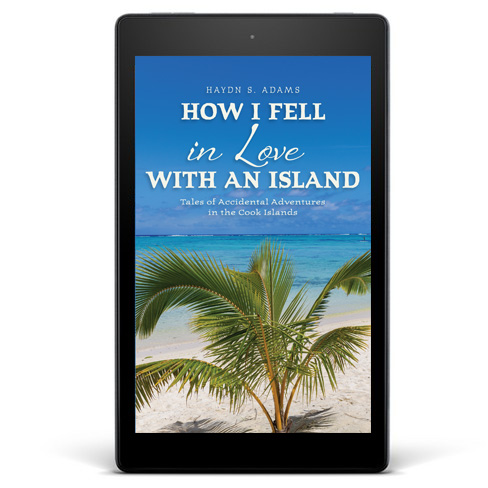 HAYDN S. ADAMS
HOW I FELL
in Love
WITH AN ISLAND
Tales of Accidental Adventures
in the Cook Islands